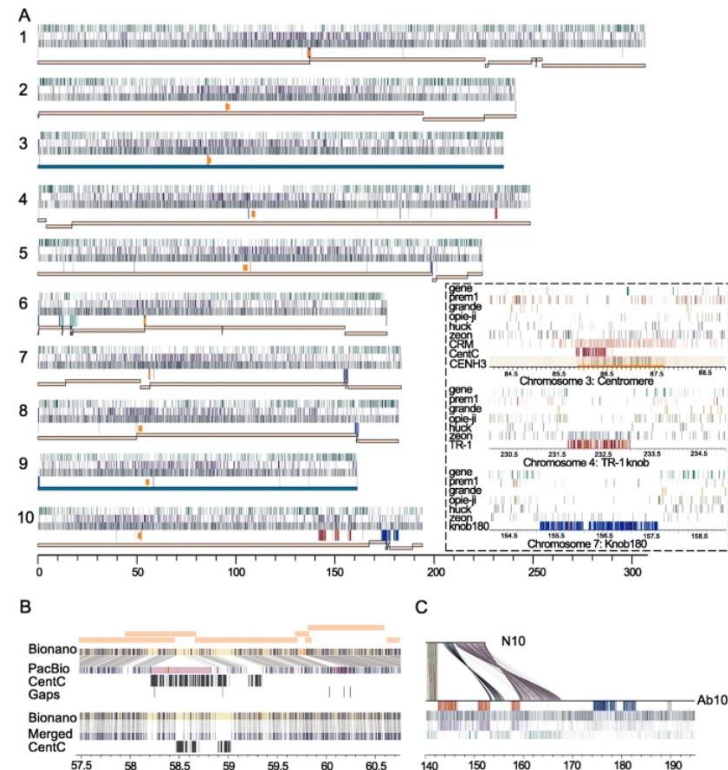 A
1
2
3
4
5
6
7
8
9
10
0 50 100 150 200 250 300
gene
prem1
grande
opie-ji
huck
zeon
CRM
CentC
CENH3
84.5 85.5 86.5 87.5 88.5
Chromosome 3: Centromere
gene
prem1
grande
opie-ji
huck
zeon
TR-1
230.5 231.5 232.5 233.5 234.5
Chromosome 4: TR-1 knob
gene
prem1
grande
opie-ji
huck
zeon
knob180
154.5 155.5 156.5 157.5 158.5
Chromosome 7: Knob180
B
Bionano
PacBio
CentC
Gaps
Bionano
Merged
CentC
57.5 58 58.5 59 59.5 60 60.5
C
N10
Ab10
140 150 160 170 180 190